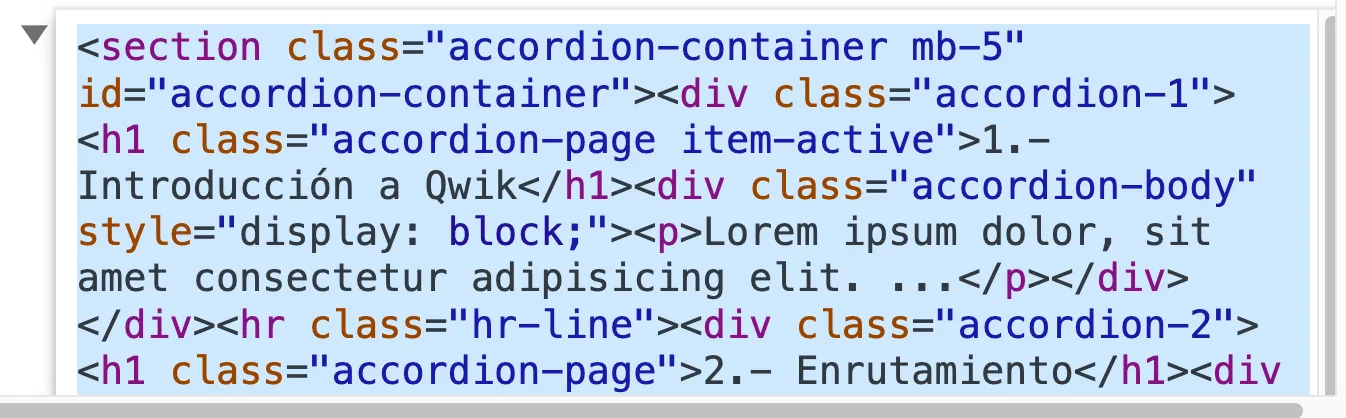 <section class="accordion-container mb-5"
id="accordion-container"><div class="accordion-1">
<h1 class="accordion-page item-active">1.-
Introducción a Qwik</h1><div class="accordion-body"
style="display: block;"><p>Lorem ipsum dolor, sit
amet consectetur adipisicing elit. ...</p></div>
</div><hr class="hr-line"><div class="accordion-2">
<h1 class="accordion-page">2.- Enrutamiento</h1><div